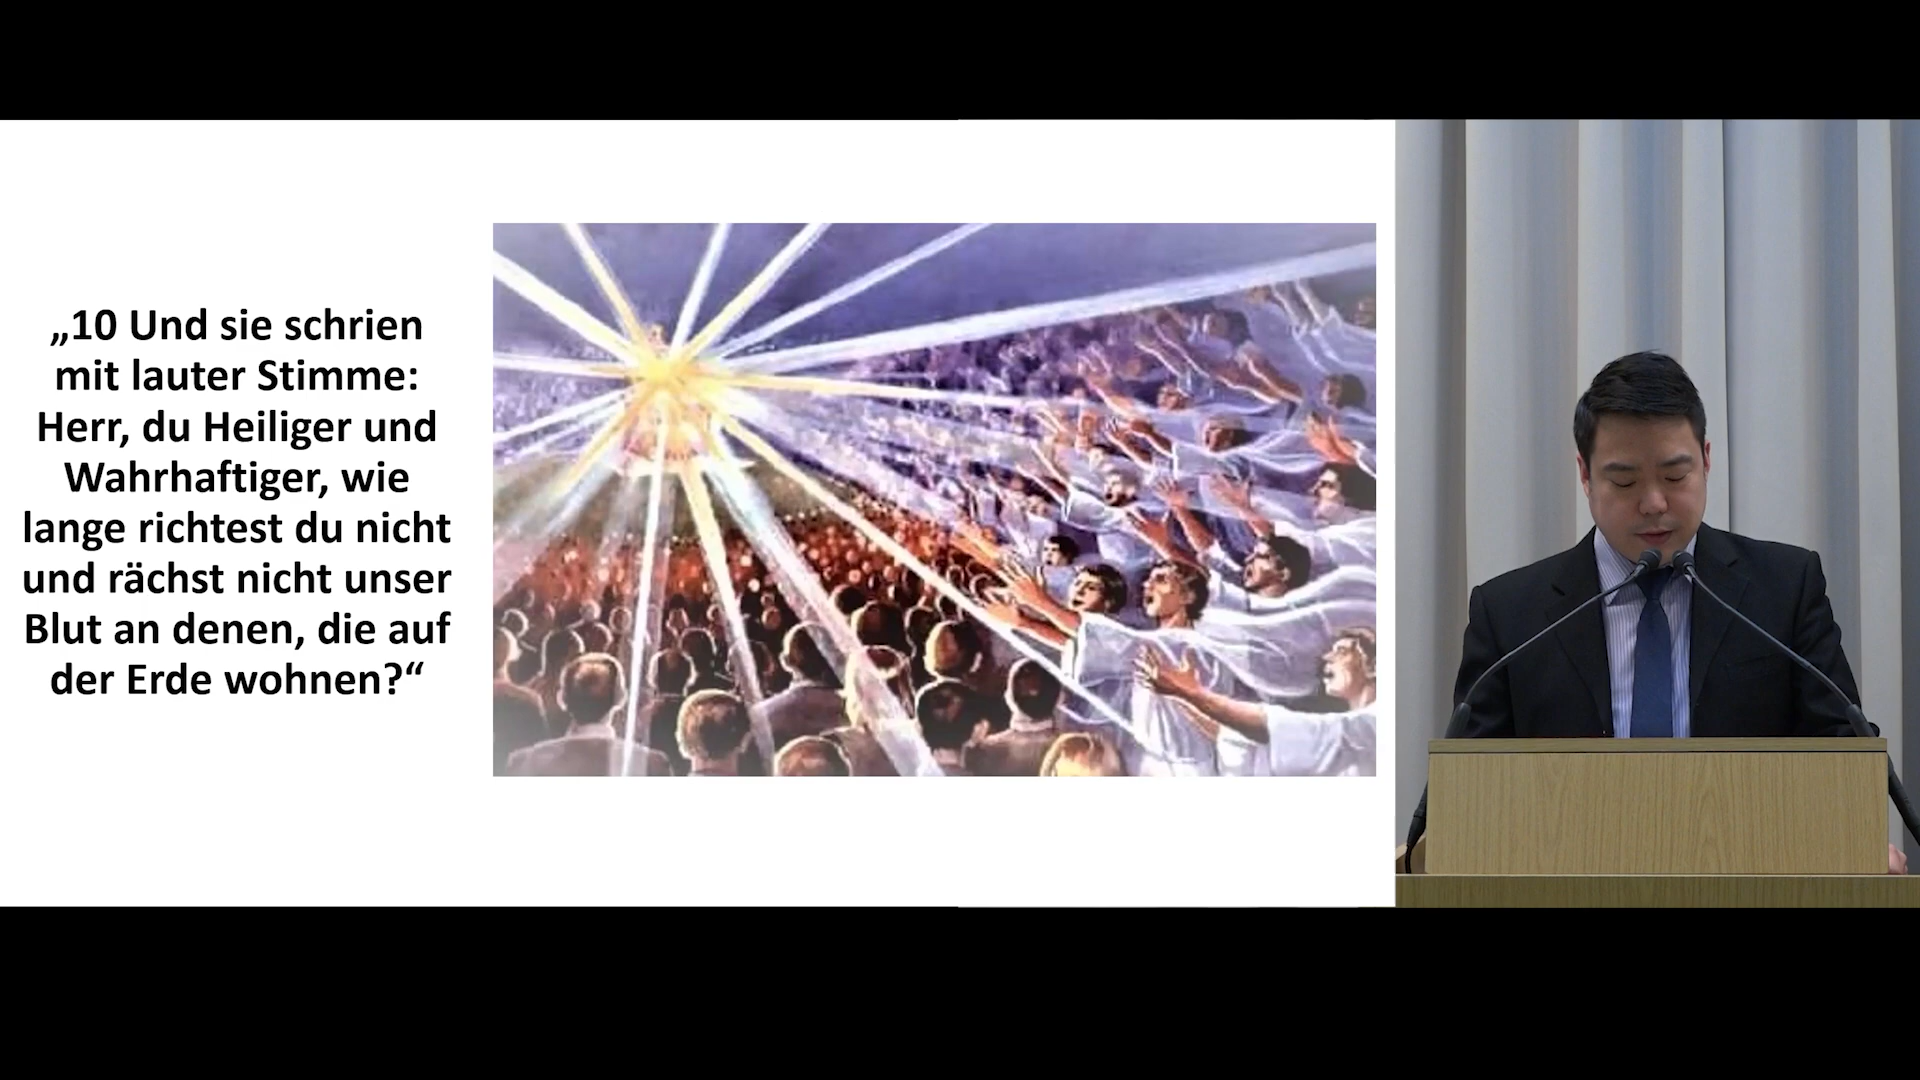 „10 Und sie schrien
mit lauter Stimme:
Herr, du Heiliger und
Wahrhaftiger, wie
lange richtest du nicht
und rächst nicht unser
Blut an denen, die auf
der Erde wohnen?“